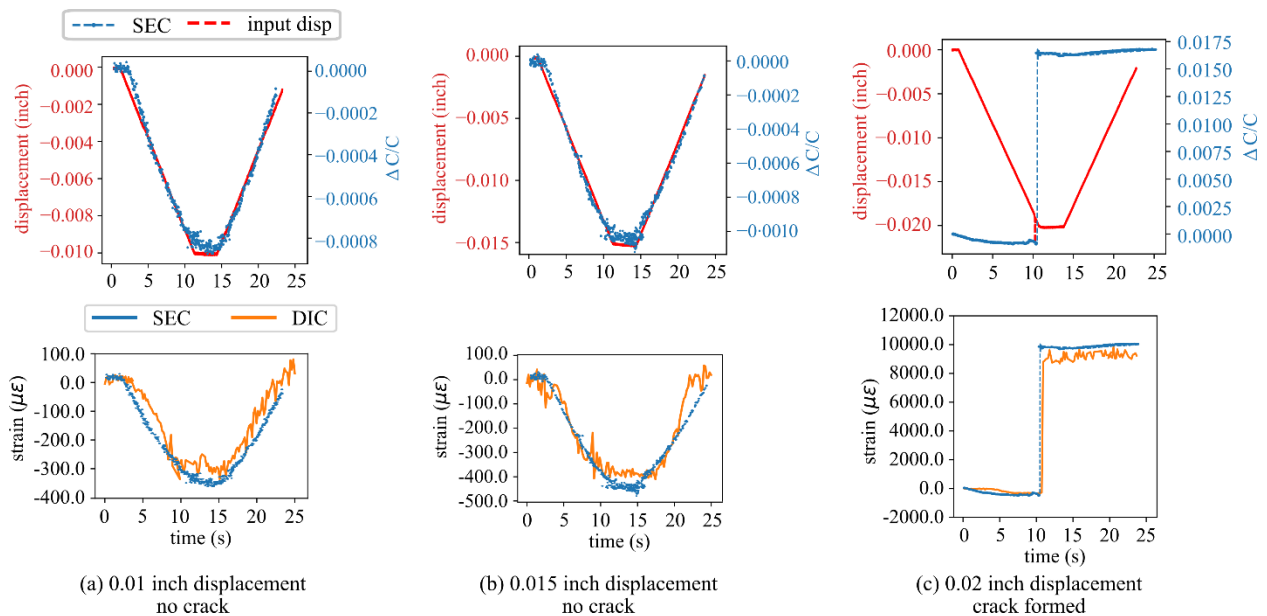 SEC input disp
0.000 0.0000
−0.002 −0.0002
−0.004 −0.0004
−0.006
−0.008 −0.0006
−0.010 −0.0008
displacement (inch)
ΔC/C
0 5 10 15 20 25
0.000 0.0000
−0.0002
−0.005 −0.0004
−0.0006
−0.010 −0.0008
−0.015 −0.0010
displacement (inch)
ΔC/C
0 5 10 15 20 25
0.000 0.0175
0.0150
−0.005 0.0125
0.0100
−0.010 0.0075
−0.015 0.0050
0.0025
−0.020 0.0000
displacement (inch)
ΔC/C
0 5 10 15 20 25
SEC DIC
100.0
0.0
-100.0
-200.0
-300.0
-400.0
strain (με)
0 5 10 15 20 25
time (s)
100.0
0.0
-100.0
-200.0
-300.0
-400.0
-500.0
strain (με)
0 5 10 15 20 25
time (s)
12000.0
10000.0
8000.0
6000.0
4000.0
2000.0
0.0
-2000.0
strain (με)
0 5 10 15 20 25
time (s)
(a) 0.01 inch displacement
no crack
(b) 0.015 inch displacement
no crack
(c) 0.02 inch displacement
crack formed